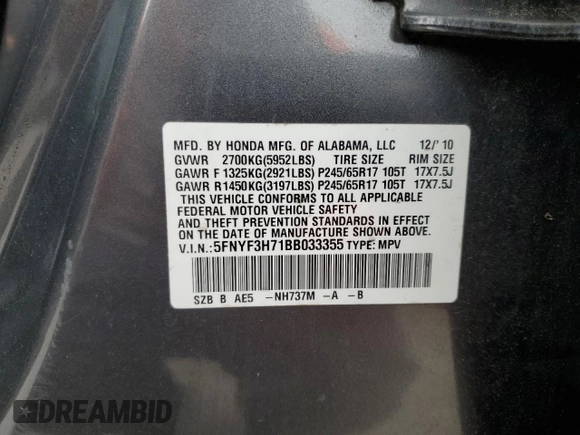 MFD. BY HONDA MFG. OF ALABAMA, LLC 12/'10
GVWR 2700KG(5952LBS) TIRE SIZE RIM SIZE
GAWR F 1325KG(2921LBS) P245/65R17 105T 17X7.5J
GAWR R 1450KG(3197LBS) P245/65R17 105T 17X7.5J
THIS VEHICLE CONFORMS TO ALL APPLICABLE
FEDERAL MOTOR VEHICLE SAFETY
AND THEFT PREVENTION STANDARDS IN EFFECT
ON THE DATE OF MANUFACTURE SHOWN ABOVE.
V.I.N.: 5FNYF3H71BB033355 TYPE: MPV
SZB B AE5 -NH737M -A -B
DREAMBID